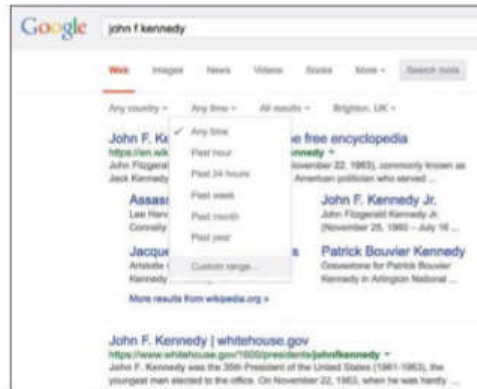 Google john f kennedy
Web Images News Videos Books More Search tools
Any country Any time All results Brighton, UK
Any time
Past hour
Past 24 hours
Past week
Past month
Past year
Custom range...
John F. Ke e free encyclopedia
https://en.wik nnedy
John Fitzgerald ovember 22, 1963), commonly known as
Jack Kennedy American politician who served ...
Assas John F. Kennedy Jr.
Lee Harv John Fitzgerald Kennedy Jr.
Connally (November 25, 1960 – July 16 ...
Jacque s Patrick Bouvier Kennedy
Aristotle Gravestone for Patrick Bouvier
Kennedy Kennedy in Arlington National ...
More results from wikipedia.org »
John F. Kennedy | whitehouse.gov
https://www.whitehouse.gov/1600/presidents/johnfkennedy
John F. Kennedy was the 35th President of the United States (1961-1963), the
youngest man elected to the office. On November 22, 1963, when he was hardly ...